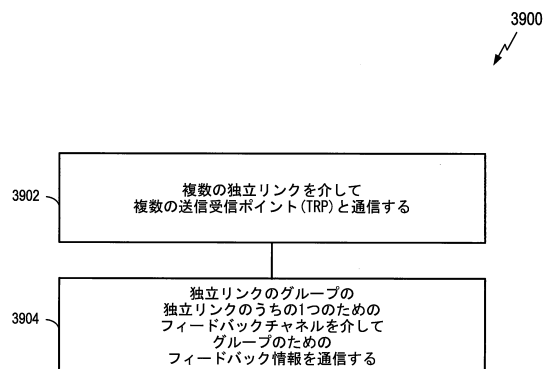 3900
3902
複数の独立リンクを介して
複数の送信受信ポイント(TRP)と通信する
3904
独立リンクのグループの
独立リンクのうちの1つのための
フィードバックチャネルを介して
グループのための
フィードバック情報を通信する